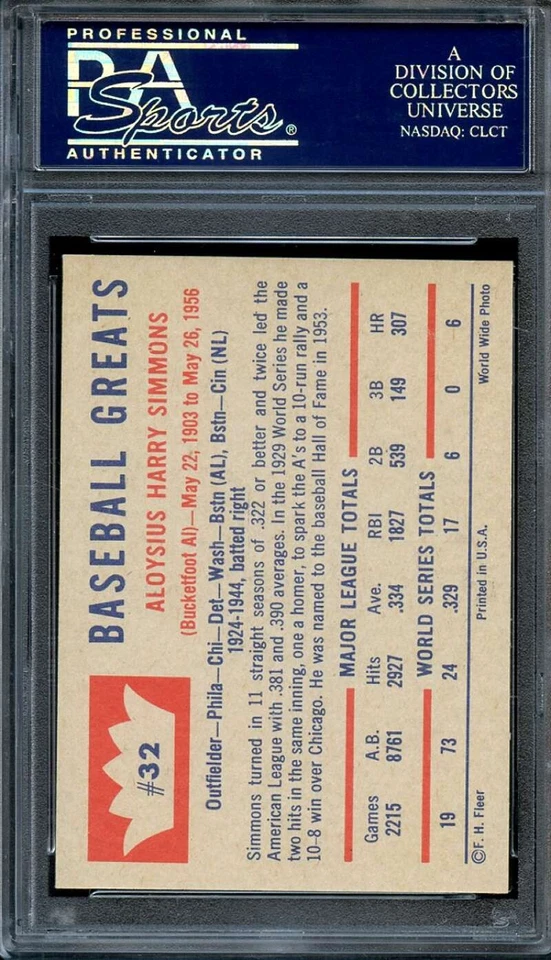 PROFESSIONAL
PSA
Sports®
AUTHENTICATOR
A
DIVISION OF
COLLECTORS
UNIVERSE
NASDAQ: CLCT
#32
BASEBALL GREATS
ALOYSIUS HARRY SIMMONS
(Bucketfoot Al)—May 22, 1903 to May 26, 1956
Outfielder—Phila—Chi—Det—Wash—Bstn (AL), Bstn—Cin (NL)
1924-1944, batted right
Simmons turned in 11 straight seasons of .322 or better and twice led the
American League with .381 and .390 averages. In the 1929 World Series he made
two hits in the same inning, one a homer, to spark the A's to a 10-run rally and a
10-8 win over Chicago. He was named to the baseball Hall of Fame in 1953.
MAJOR LEAGUE TOTALS
Games A.B. Hits Ave. RBI 2B 3B HR
2215 8761 2927 .334 1827 539 149 307
WORLD SERIES TOTALS
19 73 24 .329 17 6 0 6
©F. H. Fleer Printed in U.S.A. World Wide Photo